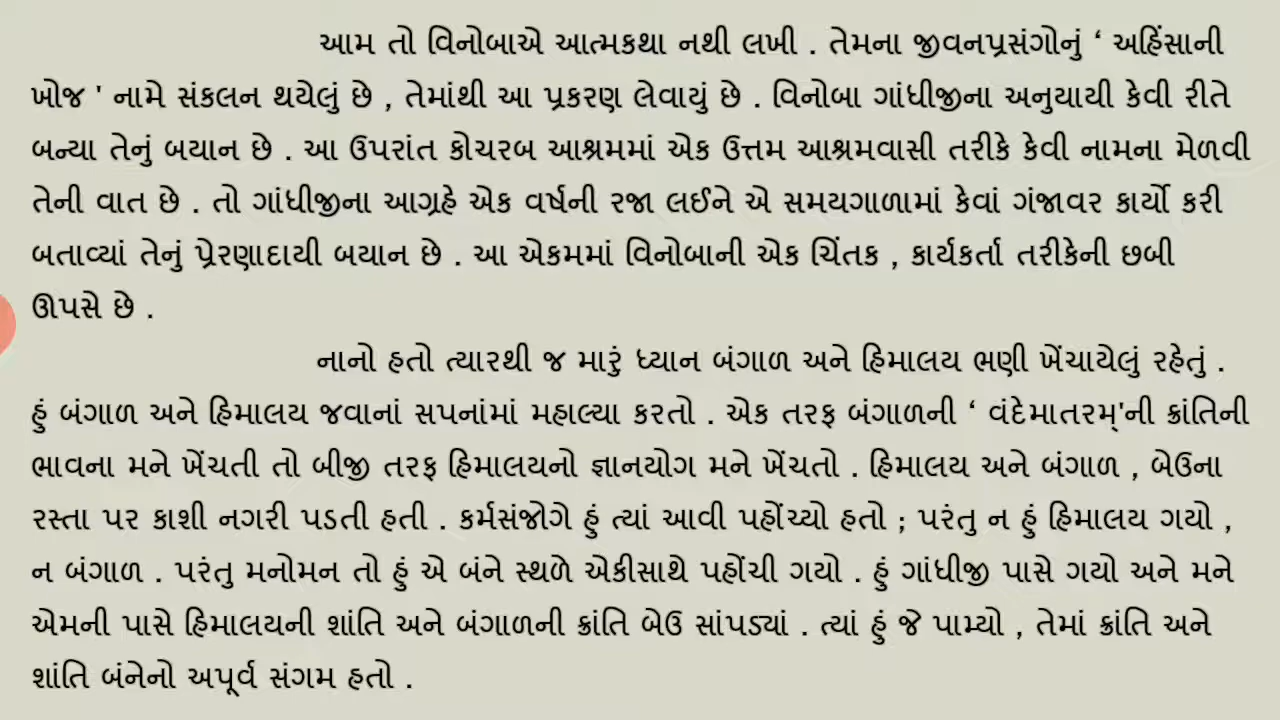 આમ તો વિનોબાએ આત્મકથા નથી લખી . તેમના જીવનપ્રસંગોનું ‘ અહિંસાની
ખોજ ' નામે સંકલન થયેલું છે , તેમાંથી આ પ્રકરણ લેવાયું છે . વિનોબા ગાંધીજીના અનુયાયી કેવી રીતે
બન્યા તેનું બયાન છે . આ ઉપરાંત કોચરબ આશ્રમમાં એક ઉત્તમ આશ્રમવાસી તરીકે કેવી નામના મેળવી
તેની વાત છે . તો ગાંધીજીના આગ્રહે એક વર્ષની રજા લઈને એ સમયગાળામાં કેવાં ગંજાવર કાર્યો કરી
બતાવ્યાં તેનું પ્રેરણાદાયી બયાન છે . આ એકમમાં વિનોબાની એક ચિંતક , કાર્યકર્તા તરીકેની છબી
ઊપસે છે .
નાનો હતો ત્યારથી જ મારું ધ્યાન બંગાળ અને હિમાલય ભણી ખેંચાયેલું રહેતું .
હું બંગાળ અને હિમાલય જવાનાં સપનાંમાં મહાલ્યા કરતો . એક તરફ બંગાળની ‘ વંદેમાતરમ્'ની ક્રાંતિની
ભાવના મને ખેંચતી તો બીજી તરફ હિમાલયનો જ્ઞાનયોગ મને ખેંચતો . હિમાલય અને બંગાળ , બેઉના
રસ્તા પર કાશી નગરી પડતી હતી . કર્મસંજોગે હું ત્યાં આવી પહોંચ્યો હતો ; પરંતુ ન હું હિમાલય ગયો ,
ન બંગાળ . પરંતુ મનોમન તો હું એ બંને સ્થળે એકીસાથે પહોંચી ગયો . હું ગાંધીજી પાસે ગયો અને મને
એમની પાસે હિમાલયની શાંતિ અને બંગાળની ક્રાંતિ બેઉ સાંપડ્યાં . ત્યાં હું જે પામ્યો , તેમાં ક્રાંતિ અને
શાંતિ બંનેનો અપૂર્વ સંગમ હતો .